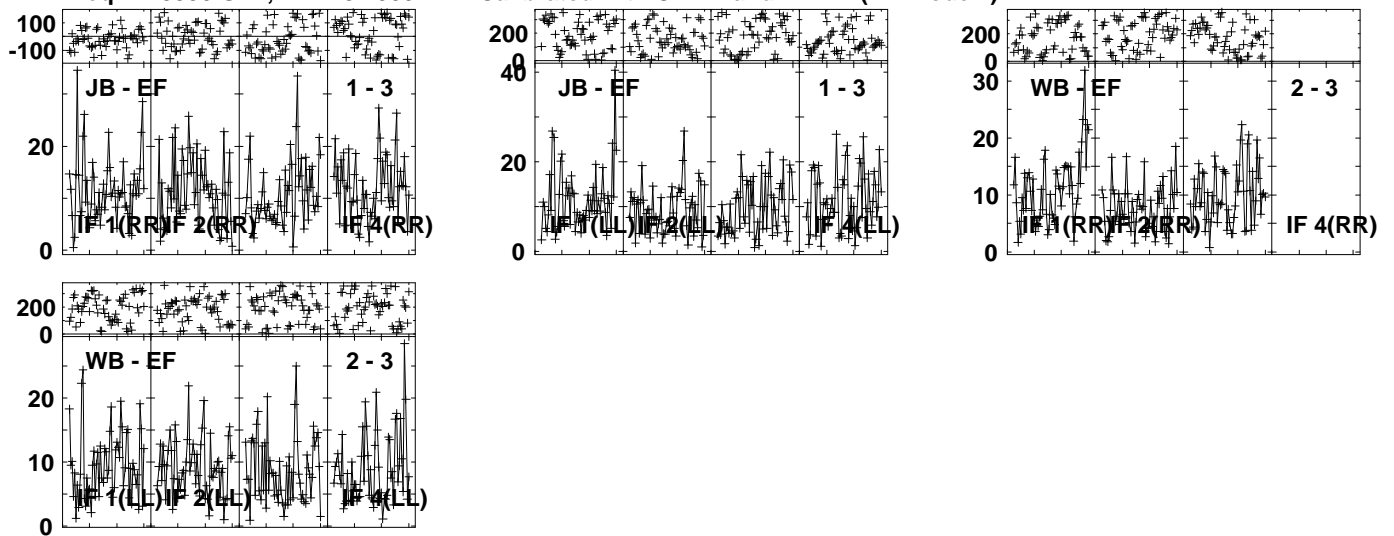 100
-100
JB - EF 1 - 3
20
IF 1(RR) IF 2(RR) IF 4(RR)
0
200
0
40
JB - EF 1 - 3
20
IF 1(LL) IF 2(LL) IF 4(LL)
0
200
0
30
WB - EF 2 - 3
20
10
IF 1(RR) IF 2(RR) IF 4(RR)
0
200
0
WB - EF 2 - 3
20
10
IF 1(LL) IF 2(LL) IF 4(LL)
0